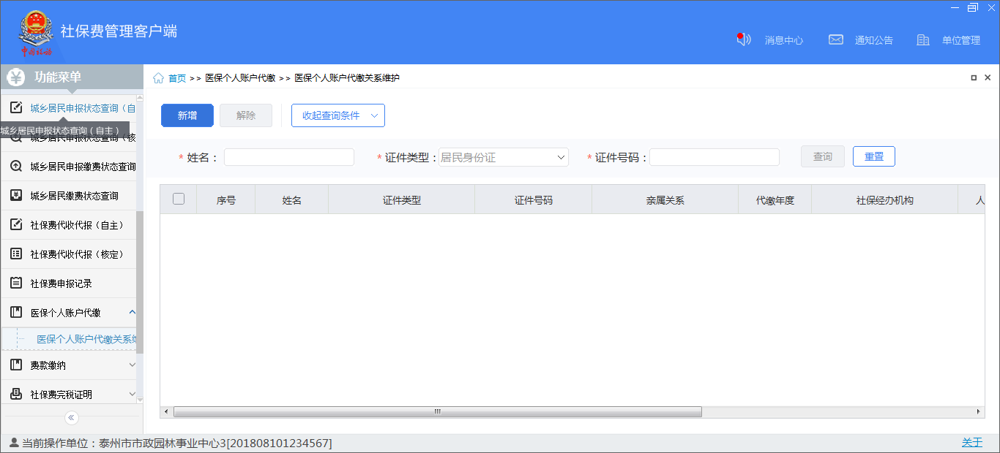 社保费管理客户端
消息中心 通知公告 单位管理
功能菜单
首页 >> 医保个人账户代缴 >> 医保个人账户代缴关系维护
新增 解除 收起查询条件
* 姓名： * 证件类型： 居民身份证 * 证件号码： 查询 重置
序号 姓名 证件类型 证件号码 亲属关系 代缴年度 社保经办机构 人
城乡居民申报状态查询（自
城乡居民申报状态查询（自主）
城乡居民申报状态查询（核
城乡居民申报缴费状态查询
城乡居民缴费状态查询
社保费代收代报（自主）
社保费代收代报（核定）
社保费申报记录
医保个人账户代缴
医保个人账户代缴关系维
费款缴纳
社保费完税证明
当前操作单位：泰州市市政园林事业中心3[201808101234567]
关于